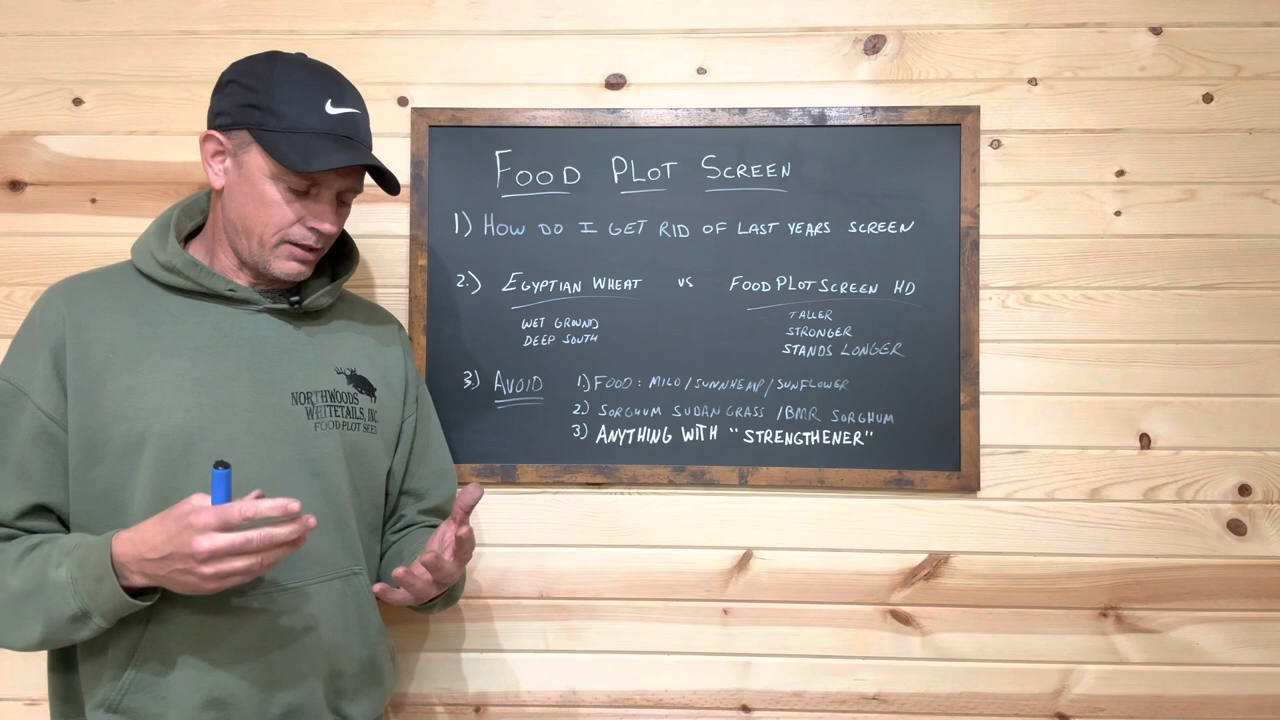 FOOD PLOT SCREEN
1) HOW DO I GET RID OF LAST YEARS SCREEN
2.) EGYPTIAN WHEAT VS FOOD PLOT SCREEN HD
WET GROUND
DEEP SOUTH
TALLER
STRONGER
STANDS LONGER
3.) AVOID 1.) FOOD: MILO/SUNNHEMP/SUNFLOWER
2.) SORGHUM SUDAN GRASS /BMR SORGHUM
3) ANYTHING WITH "STRENGTHENER"
NORTHWOODS
WHITETAILS, INC.
FOOD PLOT SEED